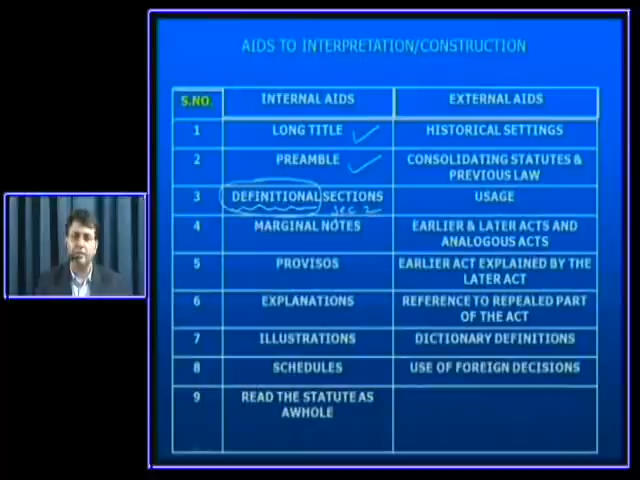 AIDS TO INTERPRETATION/CONSTRUCTION
S.NO. INTERNAL AIDS EXTERNAL AIDS
1 LONG TITLE HISTORICAL SETTINGS
2 PREAMBLE CONSOLIDATING STATUTES &
PREVIOUS LAW
3 DEFINITIONAL SECTIONS USAGE
Sec 2
4 MARGINAL NOTES EARLIER & LATER ACTS AND
ANALOGOUS ACTS
5 PROVISOS EARLIER ACT EXPLAINED BY THE
LATER ACT
6 EXPLANATIONS REFERENCE TO REPEALED PART
OF THE ACT
7 ILLUSTRATIONS DICTIONARY DEFINITIONS
8 SCHEDULES USE OF FOREIGN DECISIONS
9 READ THE STATUTE AS
AWHOLE